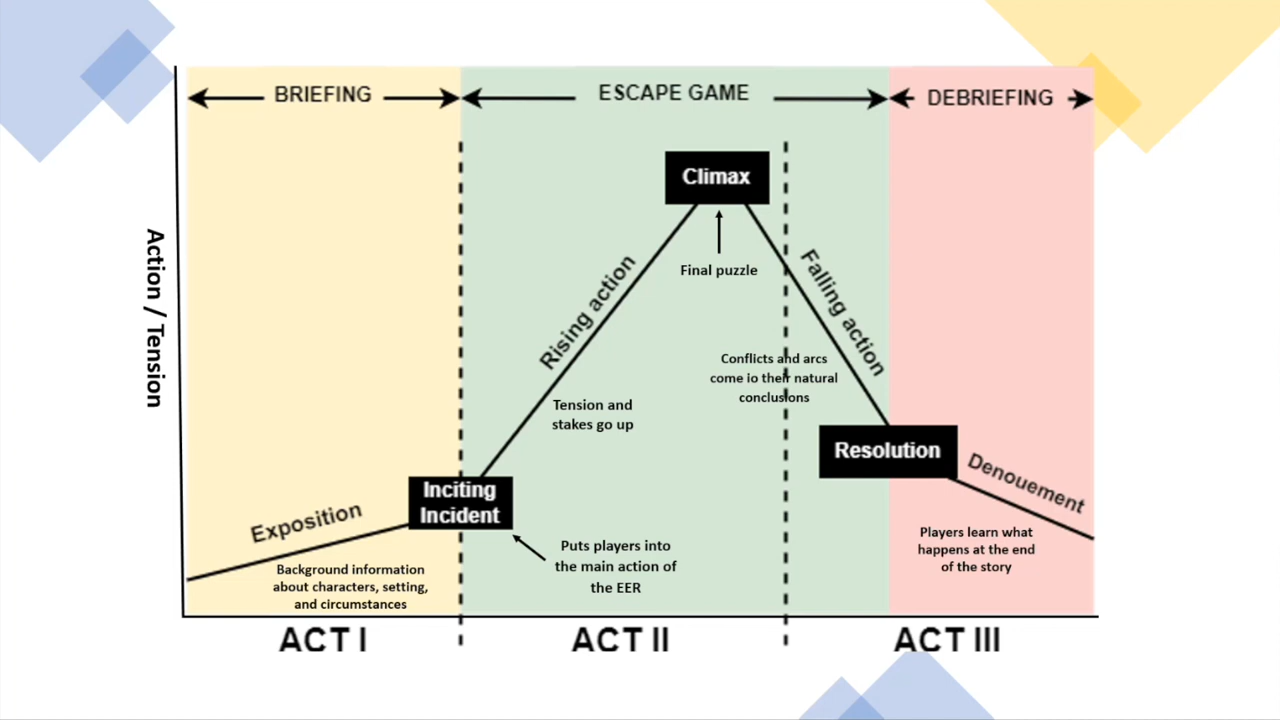 BRIEFING
ESCAPE GAME
DEBRIEFING
Climax
Final puzzle
Action / Tension
Rising action
Falling action
Conflicts and arcs
come io their natural
conclusions
Tension and
stakes go up
Resolution
Denouement
Inciting
Incident
Exposition
Puts players into
the main action of
the EER
Players learn what
happens at the end
of the story
Background information
about characters, setting,
and circumstances
ACT I
ACT II
ACT III